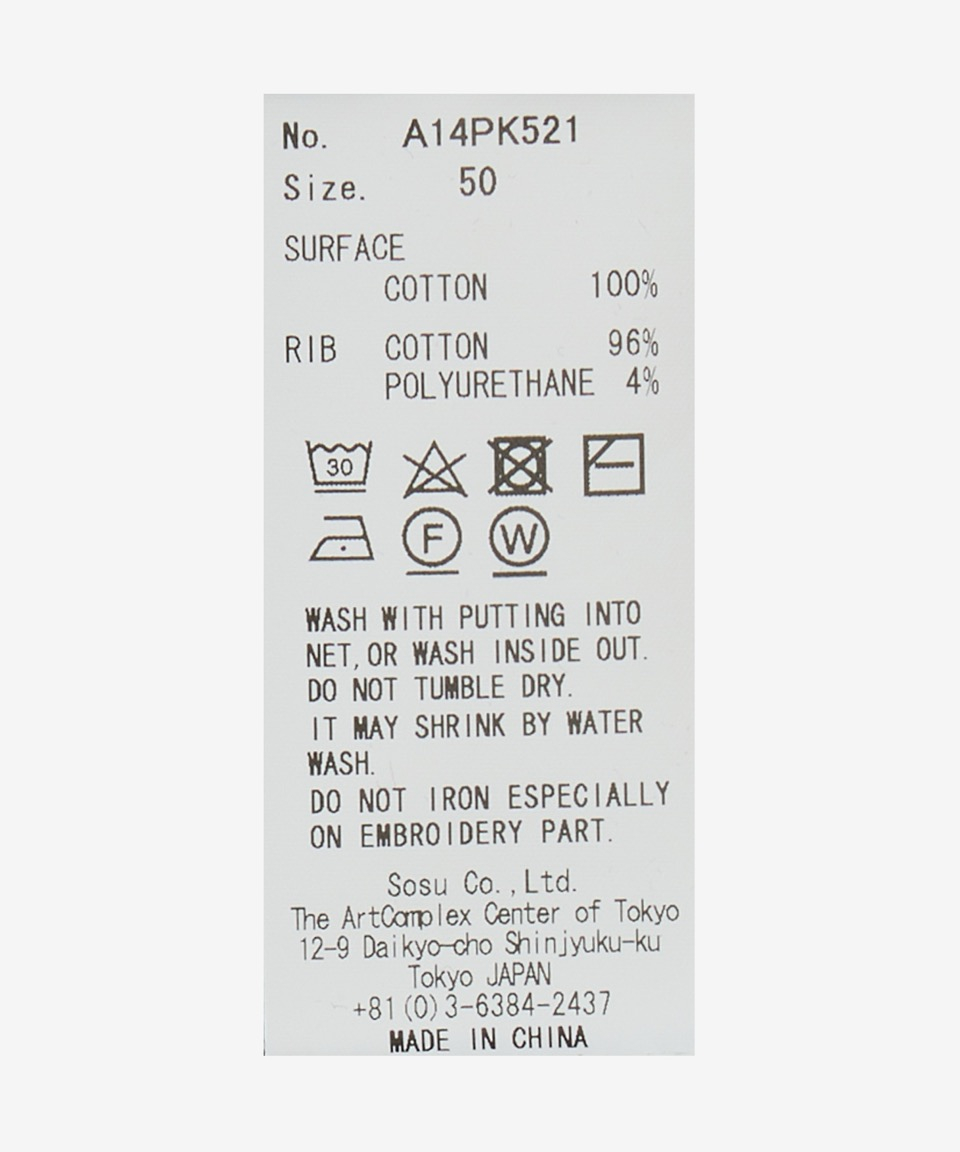 No. A14PK521
Size. 50
SURFACE
COTTON 100%
RIB COTTON 96%
POLYURETHANE 4%
30
F W
WASH WITH PUTTING INTO
NET,OR WASH INSIDE OUT.
DO NOT TUMBLE DRY.
IT MAY SHRINK BY WATER
WASH.
DO NOT IRON ESPECIALLY
ON EMBROIDERY PART.
Sosu Co.,Ltd.
The ArtComplex Center of Tokyo
12-9 Daikyo-cho Shinjyuku-ku
Tokyo JAPAN
+81(0)3-6384-2437
MADE IN CHINA